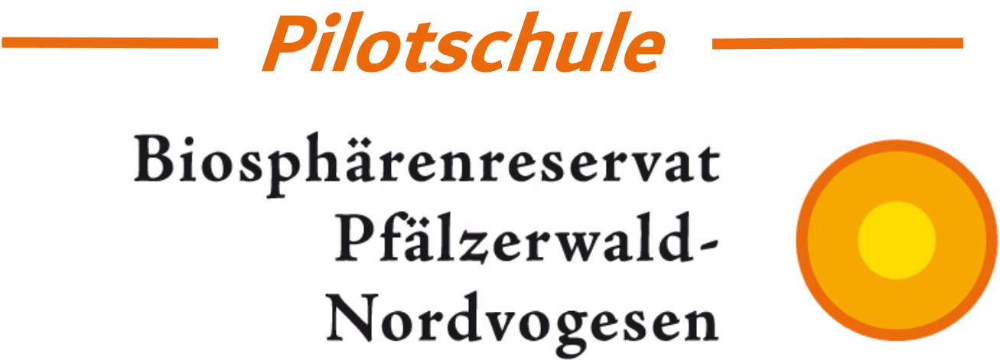 Pilotschule
Biosphärenreservat
Pfälzerwald-
Nordvogesen